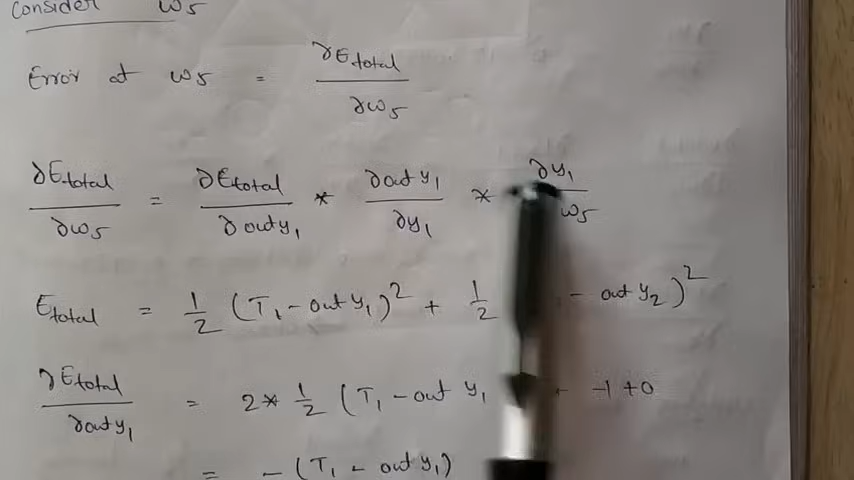 Consider w5
Error at w5 = ∂Etotal / ∂w5
∂Etotal / ∂w5 = ∂Etotal / ∂out y1 * ∂out y1 / ∂y1 * ∂y1 / w5
Etotal = 1/2 (T1 - out y1)^2 + 1/2 - out y2)^2
∂Etotal / ∂out y1 = 2 * 1/2 (T1 - out y1 -1 + 0
= - (T1 - out y1)